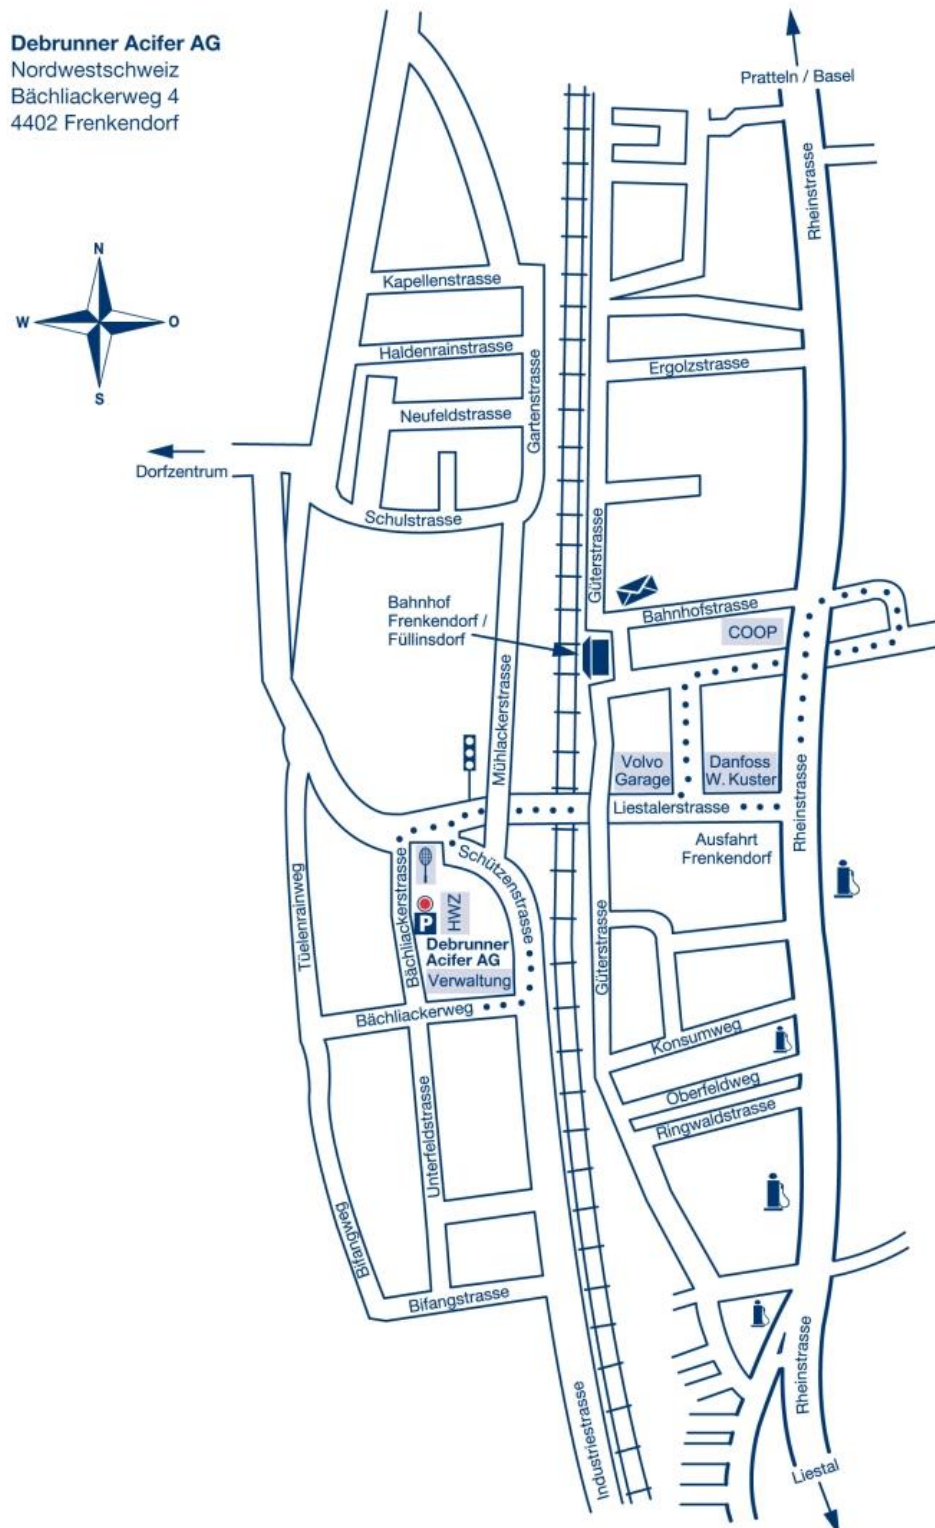 Debrunner Acifer AG
Nordwestschweiz
Bächliackerweg 4
4402 Frenkendorf
Pratteln / Basel
Rheinstrasse
N
W
O
S
Kapellenstrasse
Haldenrainstrasse
Ergolzstrasse
Neufeldstrasse
Gartenstrasse
Dorfzentrum
Schulstrasse
Güterstrasse
Bahnhof
Frenkendorf /
Füllinsdorf
Bahnhofstrasse
COOP
Mühlackerstrasse
Volvo
Garage
Danfoss
W. Kuster
Rheinstrasse
Liestalerstrasse
Ausfahrt
Frenkendorf
Schützenstrasse
Tüelenrainweg
Bächliackerstrasse
HWZ
P
Debrunner
Acifer AG
Verwaltung
Güterstrasse
Bächliackerweg
Konsumweg
Oberfeldweg
Ringwaldstrasse
Unterfeldstrasse
Bifangweg
Bifangstrasse
Rheinstrasse
Industriestrasse
Liestal